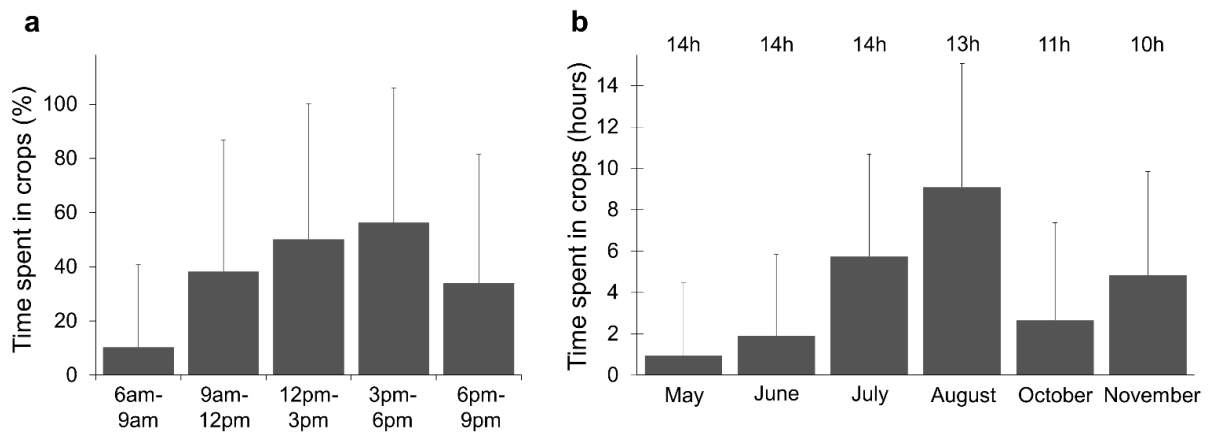 a
Time spent in crops (%)
100
80
60
40
20
0
6am-
9am
9am-
12pm
12pm-
3pm
3pm-
6pm
6pm-
9pm
b
14h
14h
14h
13h
11h
10h
Time spent in crops (hours)
14
12
10
8
6
4
2
0
May
June
July
August
October
November